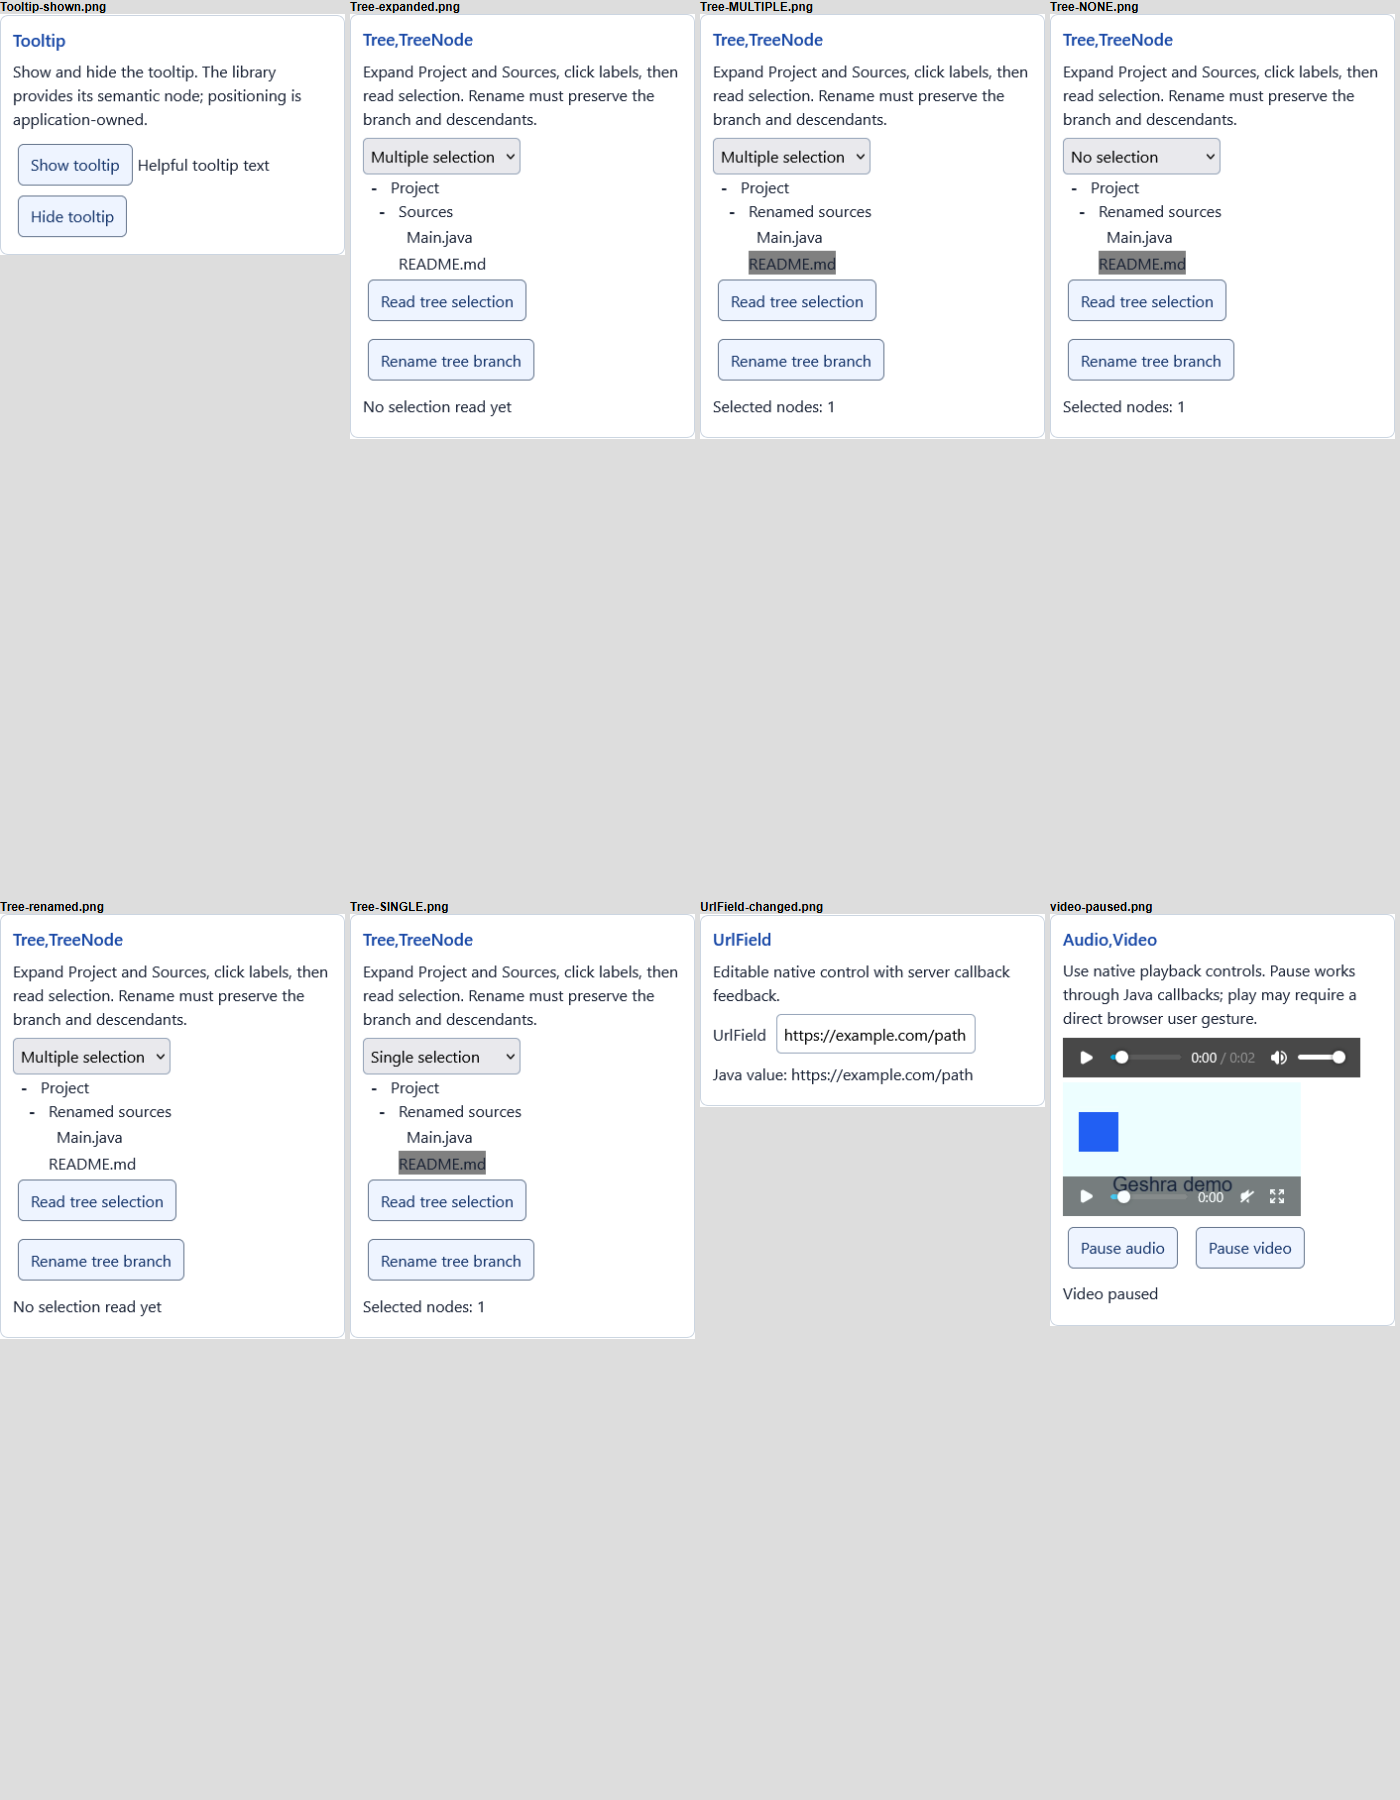 Tooltip-shown.png
Tooltip
Show and hide the tooltip. The library
provides its semantic node; positioning is
application-owned.
Show tooltip Helpful tooltip text
Hide tooltip
Tree-expanded.png
Tree,TreeNode
Expand Project and Sources, click labels, then
read selection. Rename must preserve the
branch and descendants.
Multiple selection
- Project
- Sources
Main.java
README.md
Read tree selection
Rename tree branch
No selection read yet
Tree-MULTIPLE.png
Tree,TreeNode
Expand Project and Sources, click labels, then
read selection. Rename must preserve the
branch and descendants.
Multiple selection
- Project
- Renamed sources
Main.java
README.md
Read tree selection
Rename tree branch
Selected nodes: 1
Tree-NONE.png
Tree,TreeNode
Expand Project and Sources, click labels, then
read selection. Rename must preserve the
branch and descendants.
No selection
- Project
- Renamed sources
Main.java
README.md
Read tree selection
Rename tree branch
Selected nodes: 1
Tree-renamed.png
Tree,TreeNode
Expand Project and Sources, click labels, then
read selection. Rename must preserve the
branch and descendants.
Multiple selection
- Project
- Renamed sources
Main.java
README.md
Read tree selection
Rename tree branch
No selection read yet
Tree-SINGLE.png
Tree,TreeNode
Expand Project and Sources, click labels, then
read selection. Rename must preserve the
branch and descendants.
Single selection
- Project
- Renamed sources
Main.java
README.md
Read tree selection
Rename tree branch
Selected nodes: 1
UrlField-changed.png
UrlField
Editable native control with server callback
feedback.
UrlField https://example.com/path
Java value: https://example.com/path
video-paused.png
Audio,Video
Use native playback controls. Pause works
through Java callbacks; play may require a
direct browser user gesture.
0:00 / 0:02
Geshra demo
0:00
Pause audio Pause video
Video paused